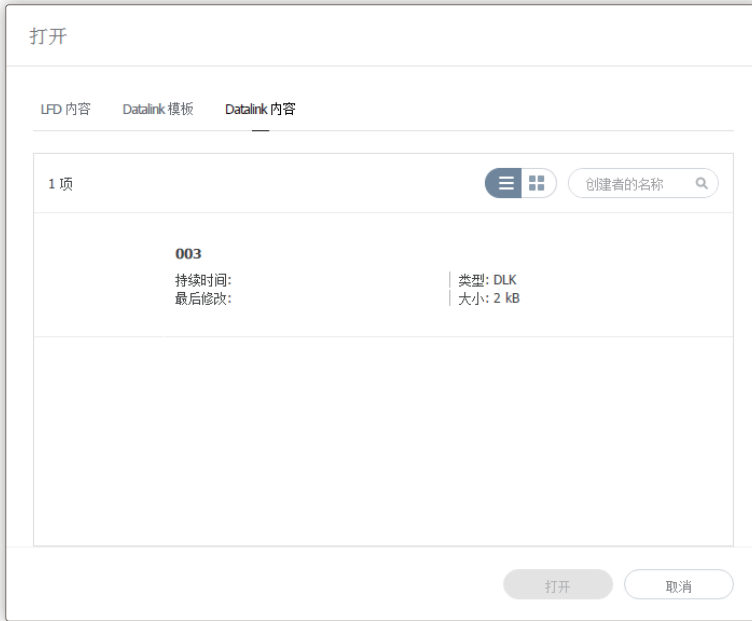 打开
LFD 内容 Datalink 模板 Datalink 内容
1 项 创建者的名称
003
持续时间: 类型: DLK
最后修改: 大小: 2 kB
打开 取消